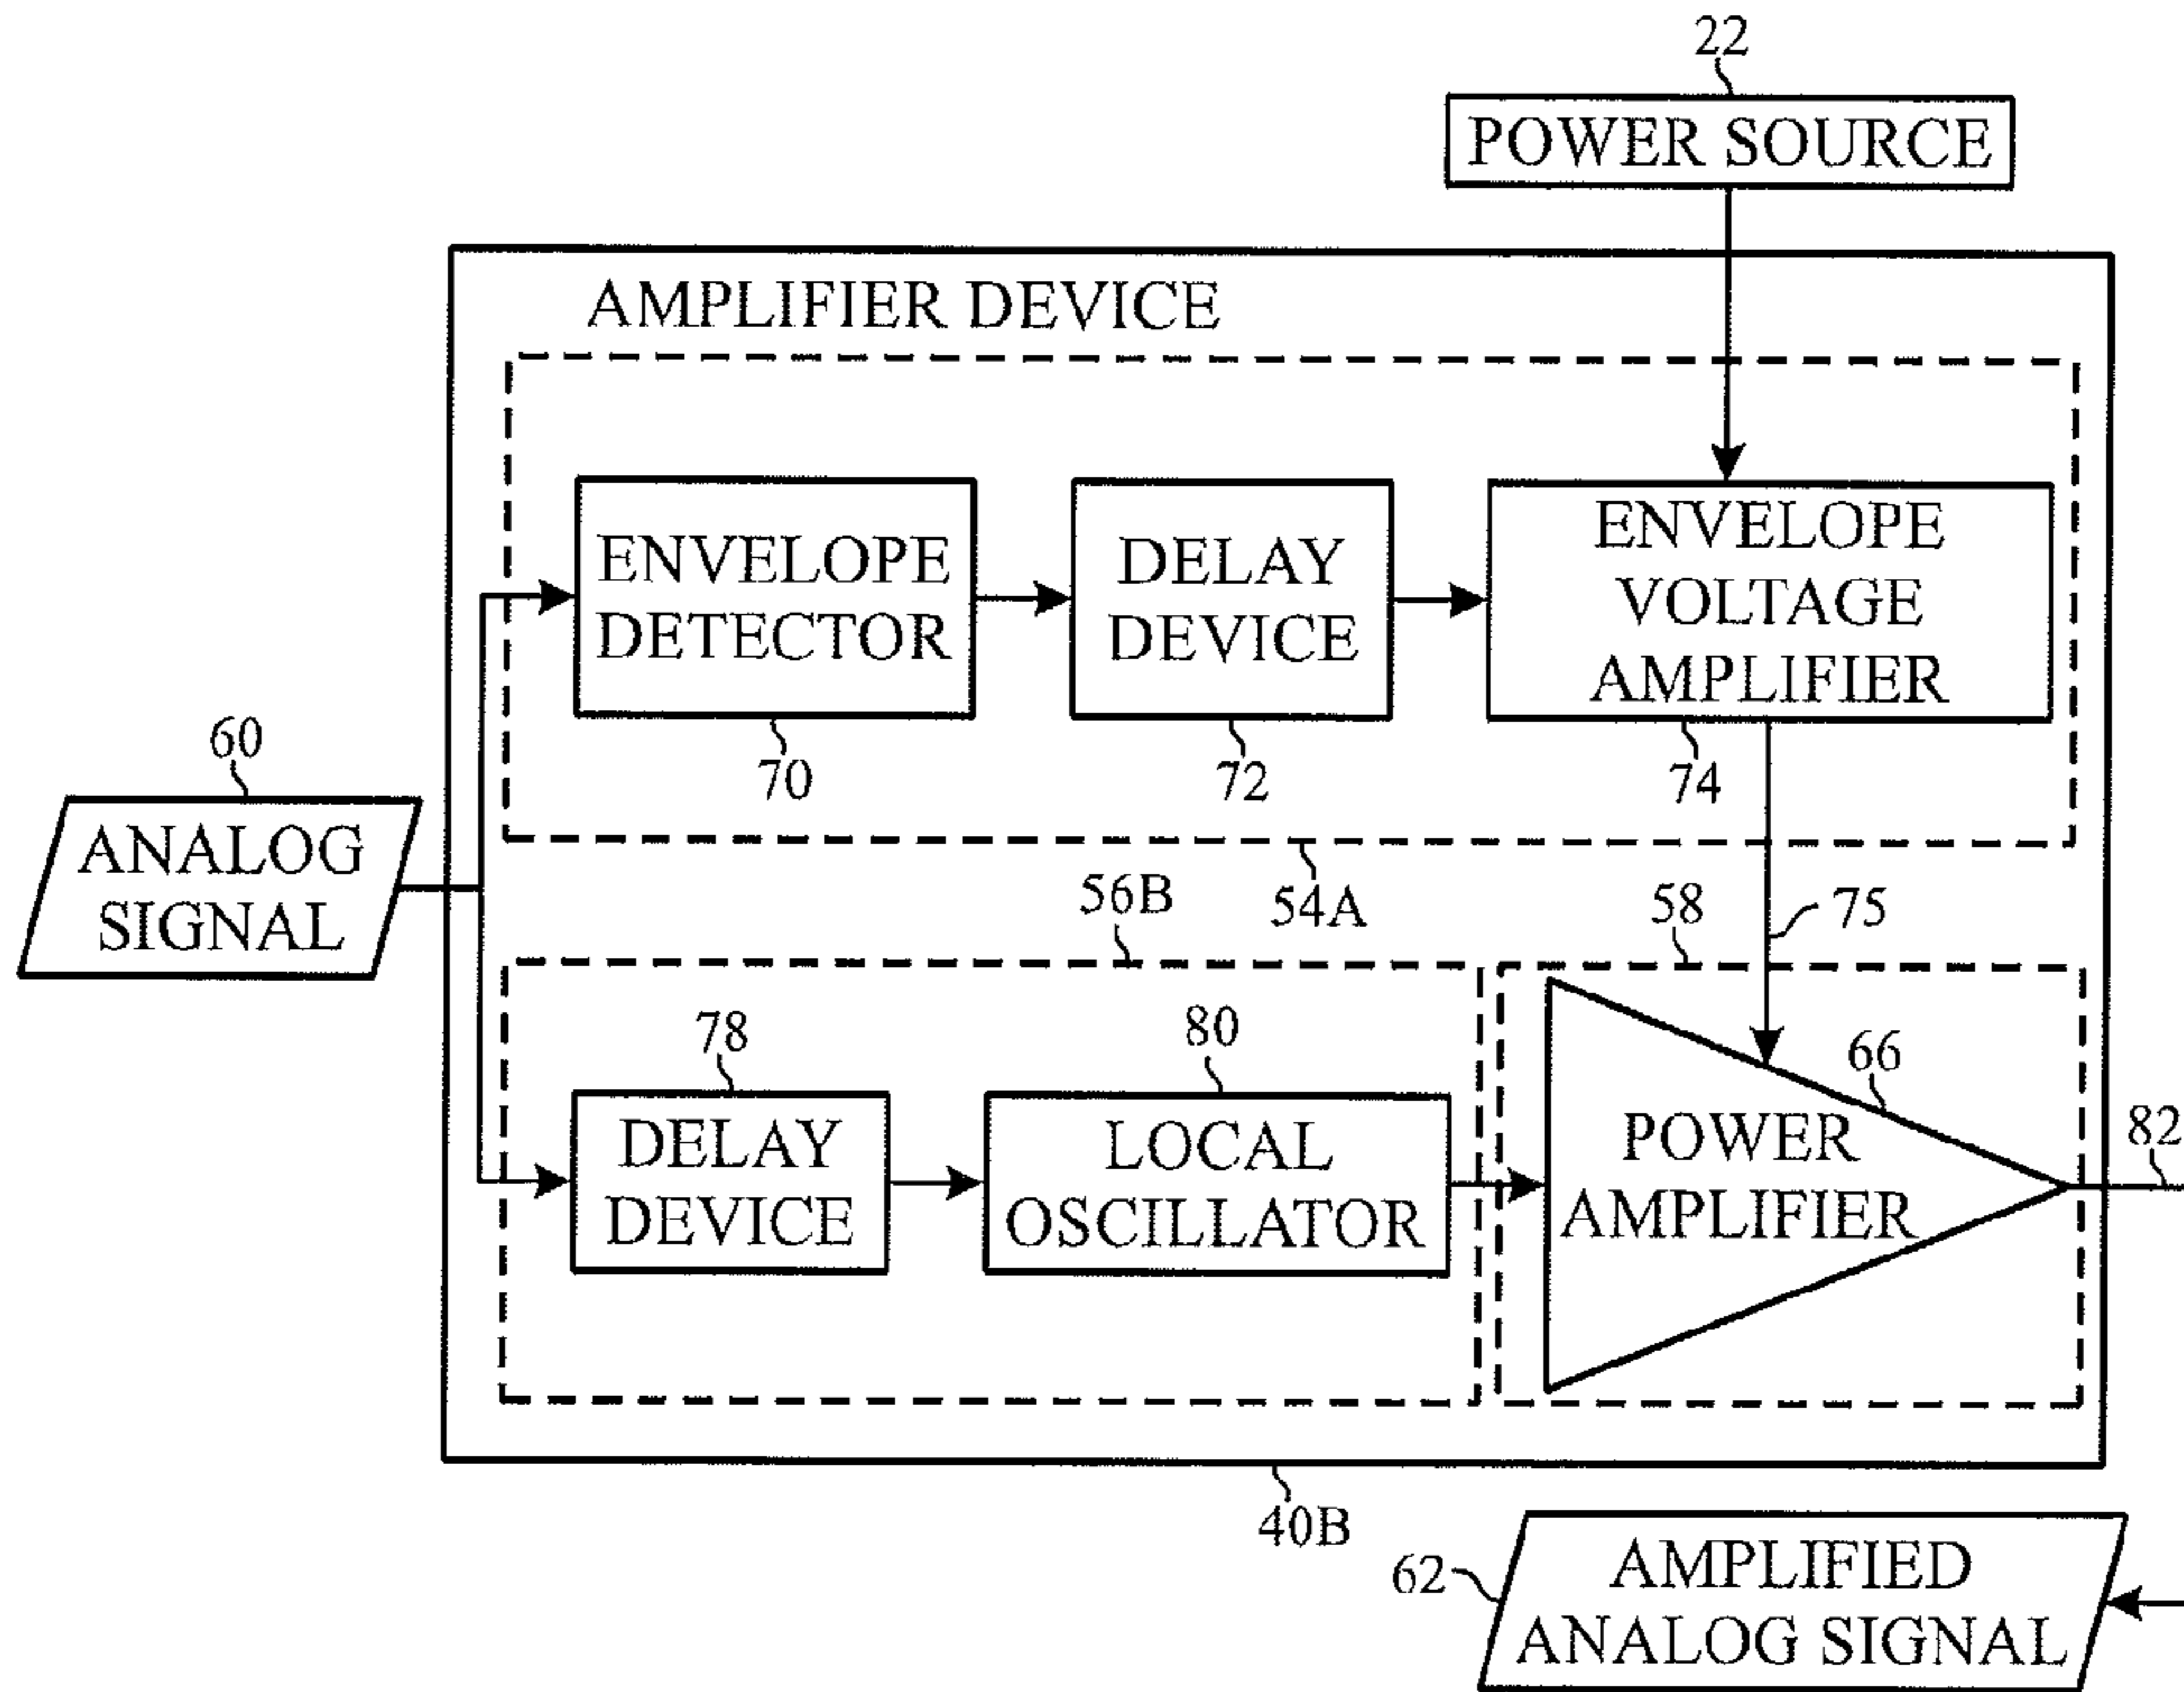 22
POWER SOURCE
AMPLIFIER DEVICE
ENVELOPE
DETECTOR
70
DELAY
DEVICE
72
ENVELOPE
VOLTAGE
AMPLIFIER
74
60
ANALOG
SIGNAL
54A
56B
58
75
78
DELAY
DEVICE
80
LOCAL
OSCILLATOR
66
POWER
AMPLIFIER
82
40B
62
AMPLIFIED
ANALOG SIGNAL